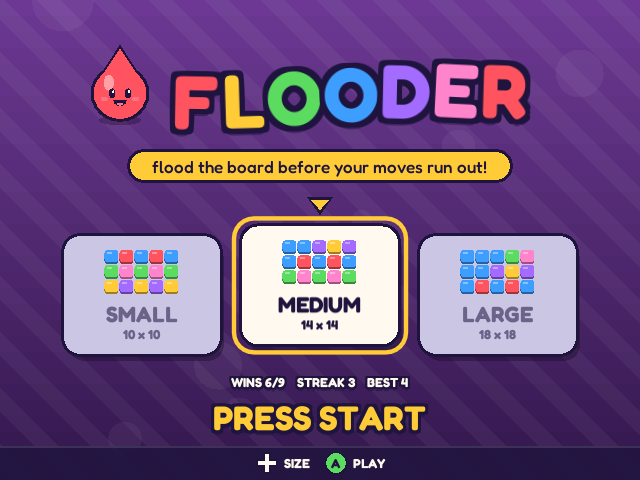 FLOODER
flood the board before your moves run out!
SMALL
10 x 10
MEDIUM
14 x 14
LARGE
18 x 18
WINS 6/9 STREAK 3 BEST 4
PRESS START
SIZE A PLAY